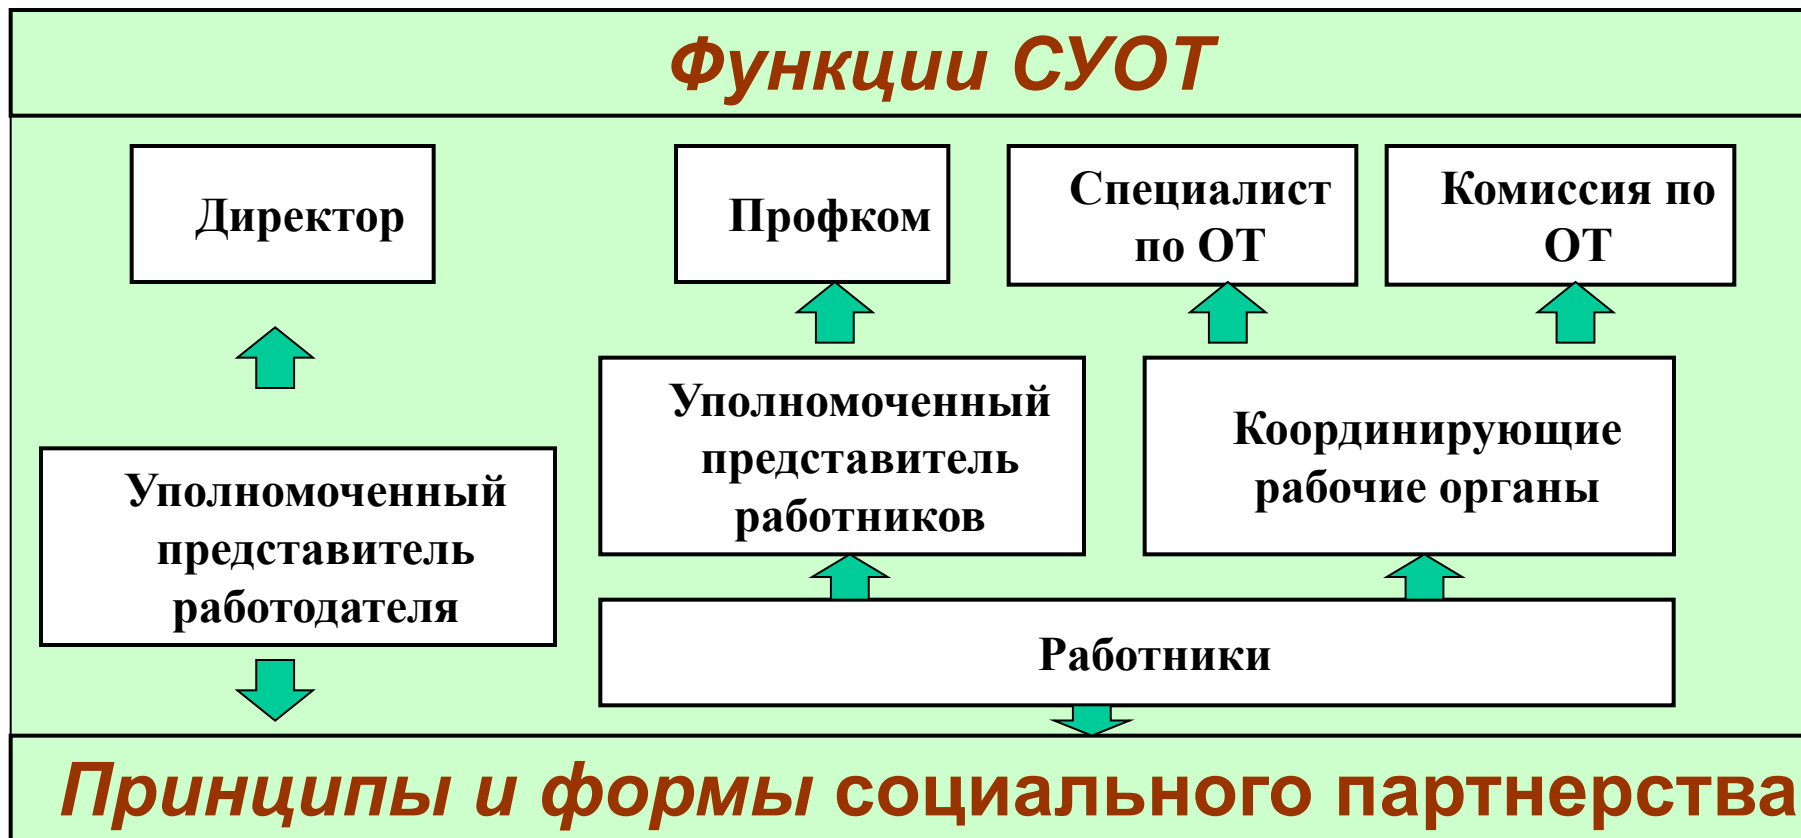 Функции СУОТ
Директор
Профком
Специалист
по ОТ
Комиссия по
ОТ
Уполномоченный
представитель
работодателя
Уполномоченный
представитель
работников
Координирующие
рабочие органы
Работники
Принципы и формы социального партнерства